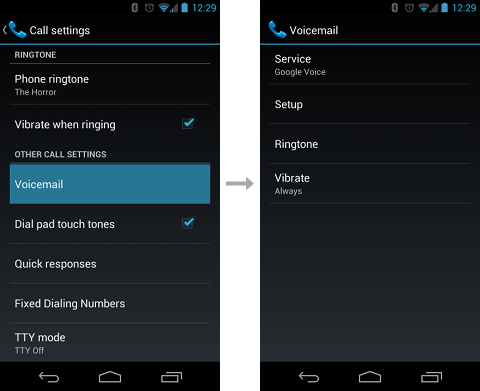 12:29
Call settings
RINGTONE
Phone ringtone
The Horror
Vibrate when ringing
OTHER CALL SETTINGS
Voicemail
Dial pad touch tones
Quick responses
Fixed Dialing Numbers
TTY mode
TTY Off
12:29
Voicemail
Service
Google Voice
Setup
Ringtone
Vibrate
Always